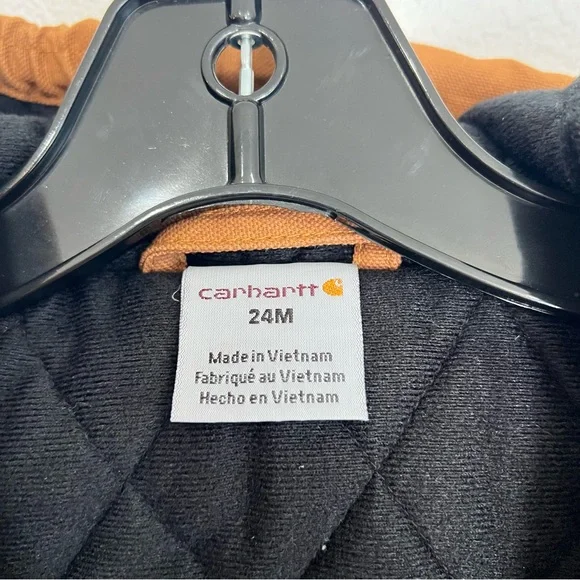 carhartt
24M
Made in Vietnam
Fabriqué au Vietnam
Hecho en Vietnam